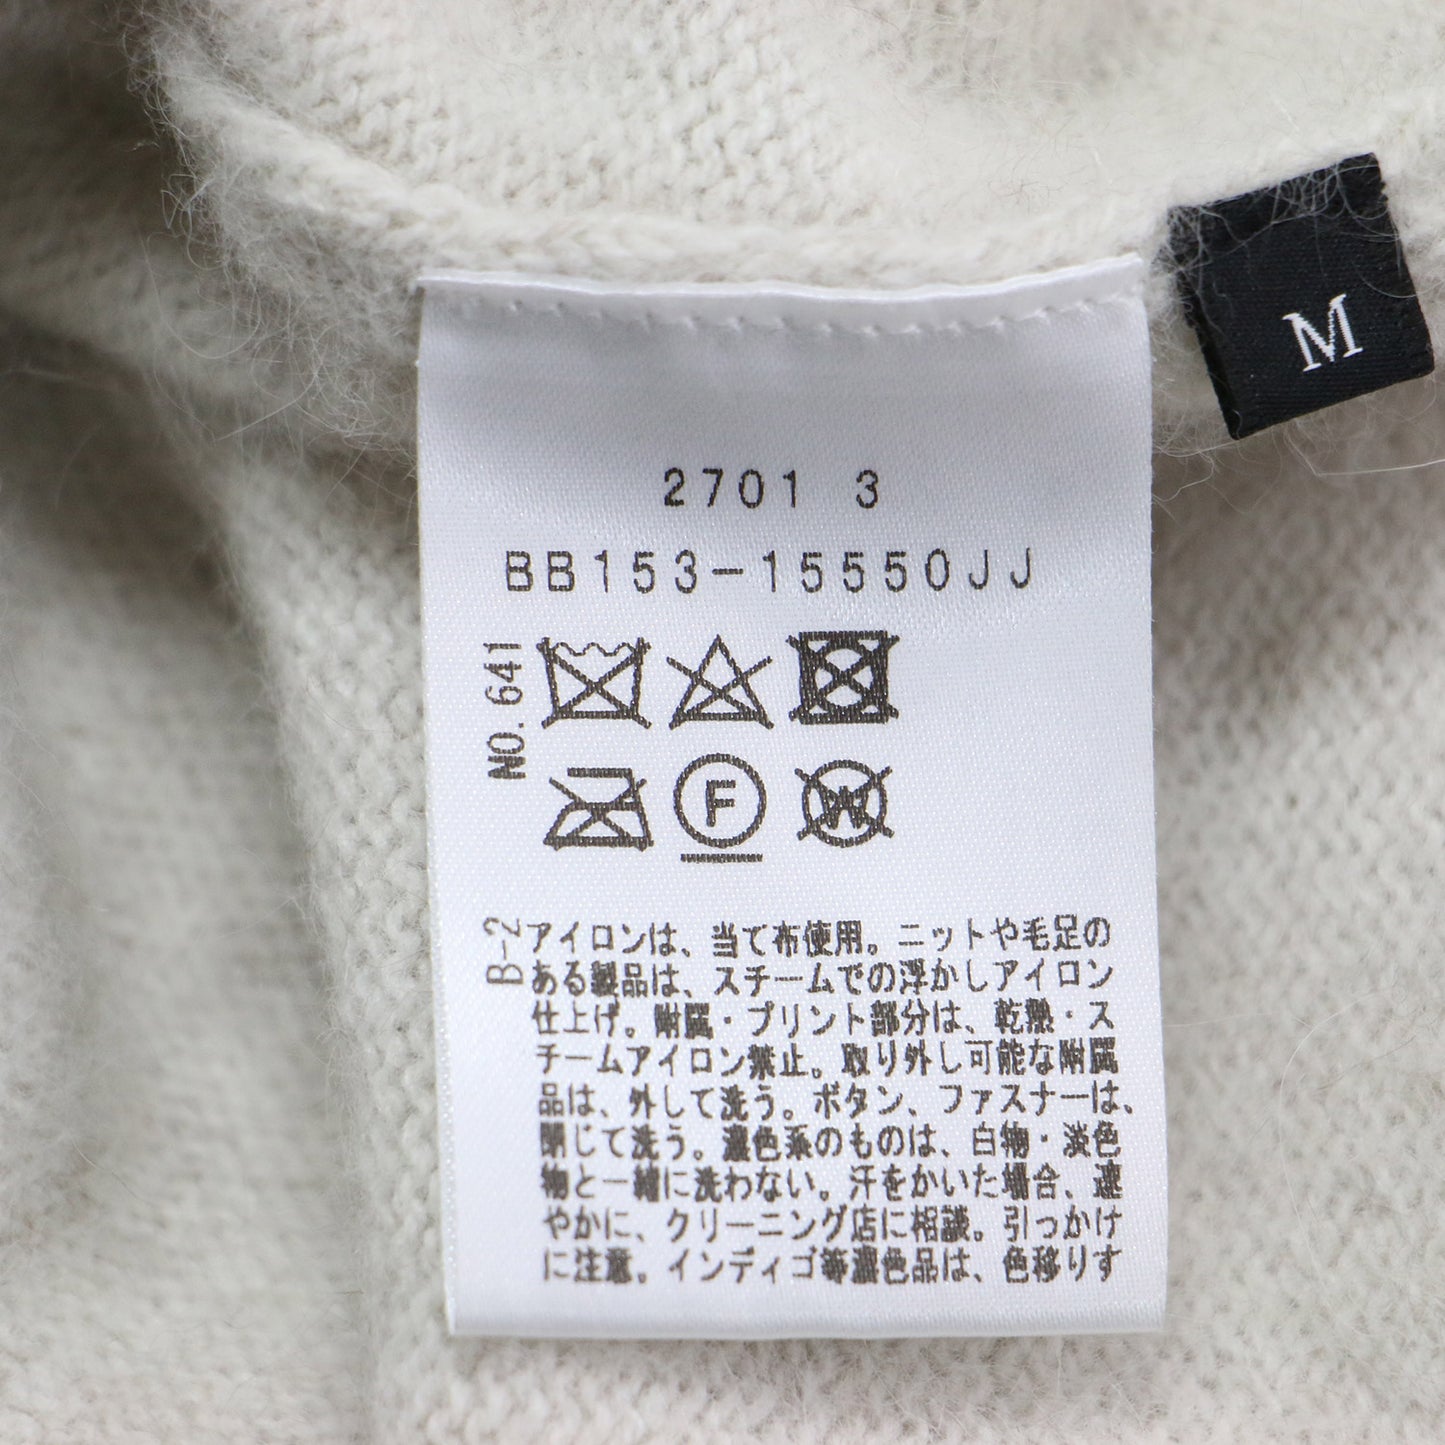 M
2701 3
BB153-15550JJ
NO.641
F
W
B-2
アイロンは、当て布使用。ニットや毛足の
ある製品は、スチームでの浮かしアイロン
仕上げ。附属・プリント部分は、乾熱・ス
チームアイロン禁止。取り外し可能な附属
品は、外して洗う。ボタン、ファスナーは、
閉じて洗う。濃色系のものは、白物・淡色
物と一緒に洗わない。汗をかいた場合、速
やかに、クリーニング店に相談。引っかけ
に注意。インディゴ等濃色品は、色移りす